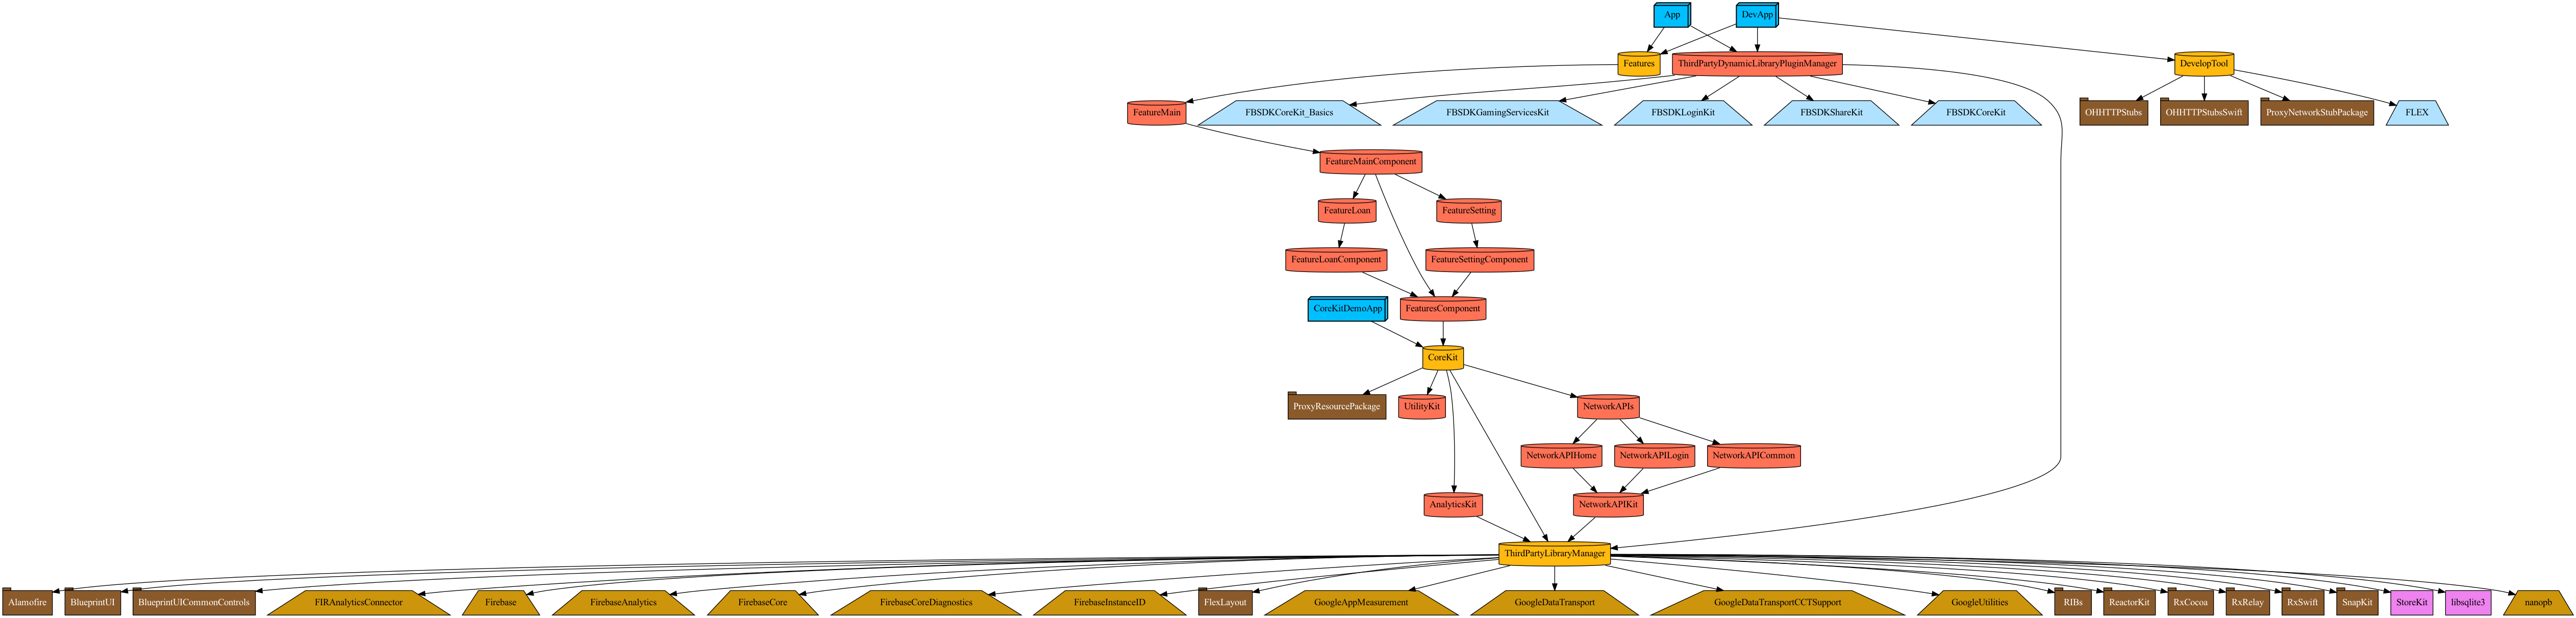 App
DevApp
Features
ThirdPartyDynamicLibraryPluginManager
DevelopTool
FeatureMain
FBSDKCoreKit_Basics
FBSDKGamingServicesKit
FBSDKLoginKit
FBSDKShareKit
FBSDKCoreKit
OHHTTPStubs
OHHTTPStubsSwift
ProxyNetworkStubPackage
FLEX
FeatureMainComponent
FeatureLoan
FeatureSetting
FeatureLoanComponent
FeatureSettingComponent
CoreKitDemoApp
FeaturesComponent
CoreKit
ProxyResourcePackage
UtilityKit
NetworkAPIs
NetworkAPIHome
NetworkAPILogin
NetworkAPICommon
AnalyticsKit
NetworkAPIKit
ThirdPartyLibraryManager
Alamofire
BlueprintUI
BlueprintUICommonControls
FIRAnalyticsConnector
Firebase
FirebaseAnalytics
FirebaseCore
FirebaseCoreDiagnostics
FirebaseInstanceID
FlexLayout
GoogleAppMeasurement
GoogleDataTransport
GoogleDataTransportCCTSupport
GoogleUtilities
RIBs
ReactorKit
RxCocoa
RxRelay
RxSwift
SnapKit
StoreKit
libsqlite3
nanopb